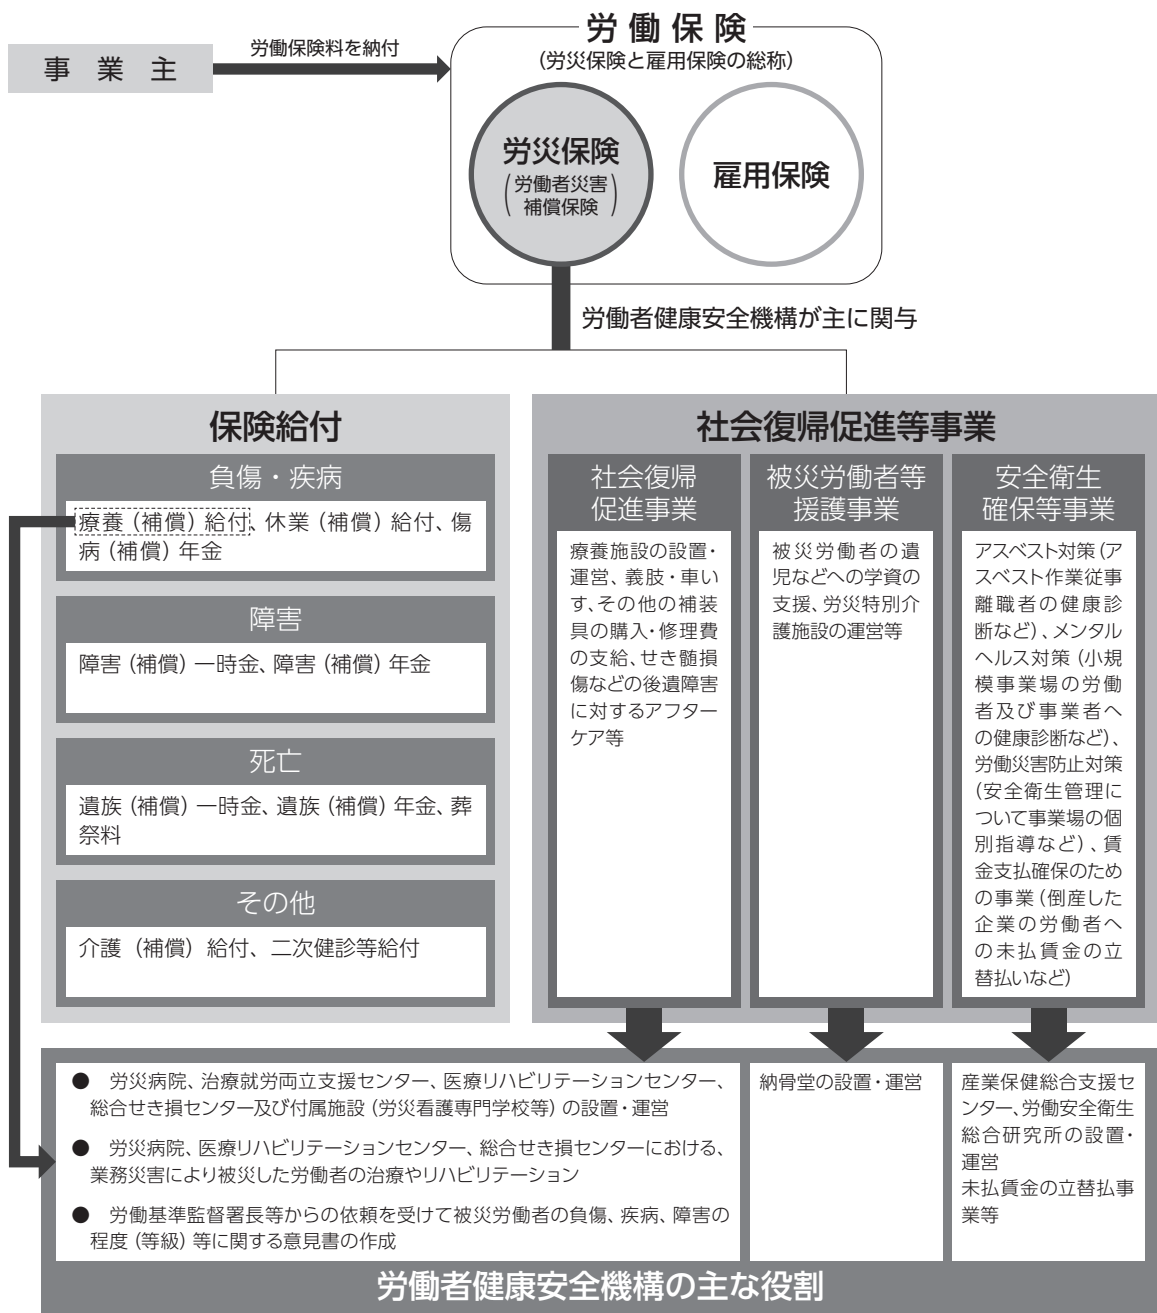 労働保険
(労災保険と雇用保険の総称)
事業主
労働保険料を納付
労災保険
(労働者災害
補償保険)
雇用保険
労働者健康安全機構が主に関与
保険給付
負傷・疾病
療養(補償)給付、休業(補償)給付、傷
病(補償)年金
障害
障害(補償)一時金、障害(補償)年金
死亡
遺族(補償)一時金、遺族(補償)年金、葬
祭料
その他
介護(補償)給付、二次健診等給付
社会復帰促進等事業
社会復帰
促進事業
療養施設の設置・
運営、義肢・車い
す、その他の補装
具の購入・修理費
の支給、せき髄損
傷などの後遺障害
に対するアフター
ケア等
被災労働者等
援護事業
被災労働者の遺
児などへの学資の
支援、労災特別介
護施設の運営等
安全衛生
確保等事業
アスベスト対策(ア
スベスト作業従事
離職者の健康診
断など)、メンタル
ヘルス対策(小規
模事業場の労働
者及び事業者へ
の健康診断など)、
労働災害防止対策
(安全衛生管理に
ついて事業場の個
別指導など)、賃
金支払確保のため
の事業(倒産した
企業の労働者へ
の未払賃金の立
替払いなど)
● 労災病院、治療就労両立支援センター、医療リハビリテーションセンター、
総合せき損センター及び付属施設(労災看護専門学校等)の設置・運営
● 労災病院、医療リハビリテーションセンター、総合せき損センターにおける、
業務災害により被災した労働者の治療やリハビリテーション
● 労働基準監督署長等からの依頼を受けて被災労働者の負傷、疾病、障害の
程度(等級)等に関する意見書の作成
納骨堂の設置・運営
産業保健総合支援セ
ンター、労働安全衛生
総合研究所の設置・
運営
未払賃金の立替払事
業等
労働者健康安全機構の主な役割